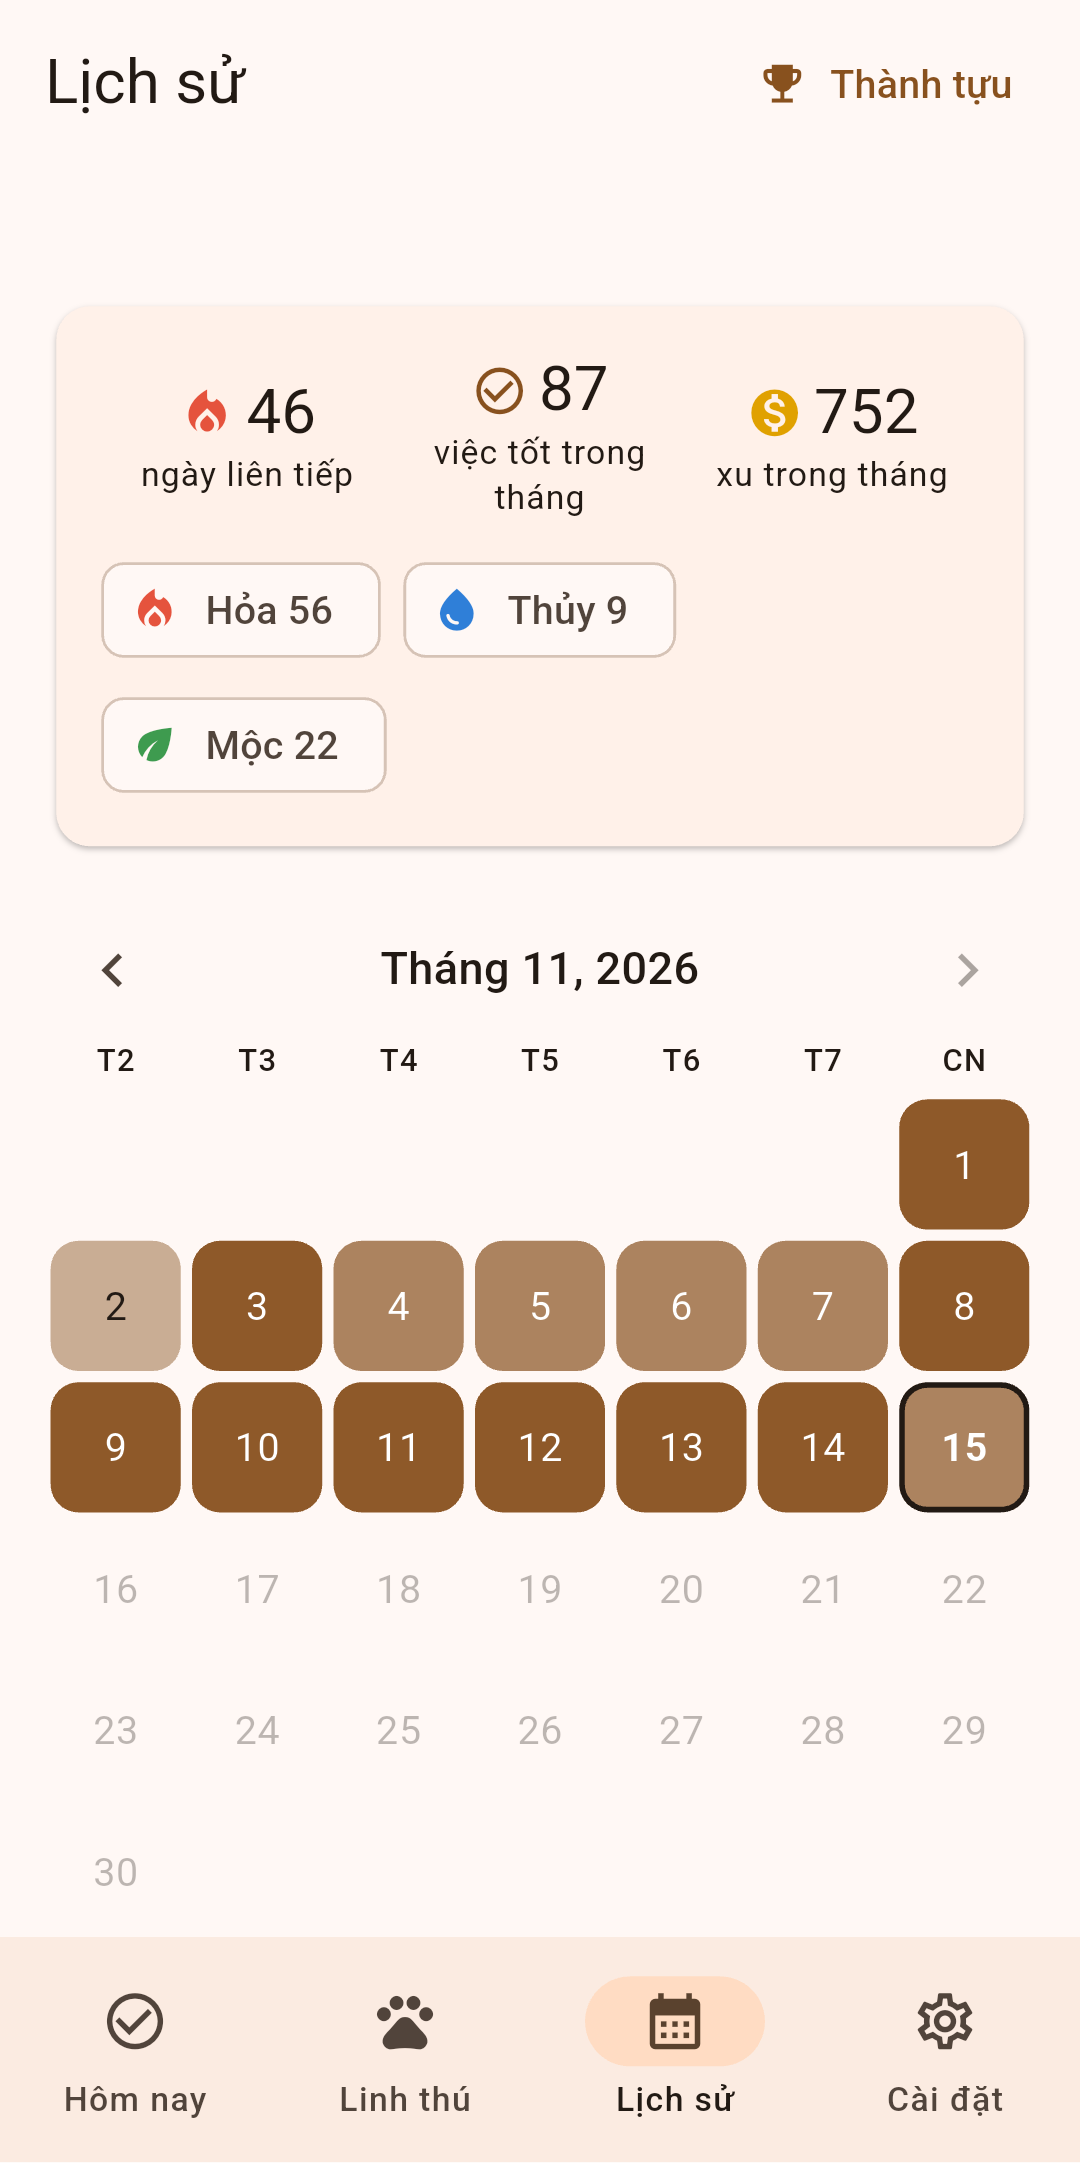 Lịch sử
Thành tựu
46
ngày liên tiếp
87
việc tốt trong
tháng
752
xu trong tháng
Hỏa 56
Thủy 9
Mộc 22
Tháng 11, 2026
T2 T3 T4 T5 T6 T7 CN
1
2 3 4 5 6 7 8
9 10 11 12 13 14 15
16 17 18 19 20 21 22
23 24 25 26 27 28 29
30
Hôm nay
Linh thú
Lịch sử
Cài đặt